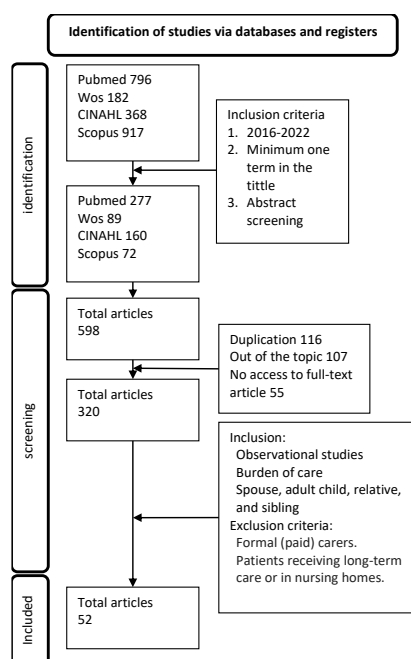 Identification of studies via databases and registers
identification
Pubmed 796
Wos 182
CINAHL 368
Scopus 917
Inclusion criteria
1. 2016-2022
2. Minimum one
term in the
tittle
3. Abstract
screening
Pubmed 277
Wos 89
CINAHL 160
Scopus 72
screening
Total articles
598
Duplication 116
Out of the topic 107
No access to full-text
article 55
Total articles
320
Inclusion:
Observational studies
Burden of care
Spouse, adult child, relative,
and sibling
Exclusion criteria:
Formal (paid) carers.
Patients receiving long-term
care or in nursing homes.
Included
Total articles
52